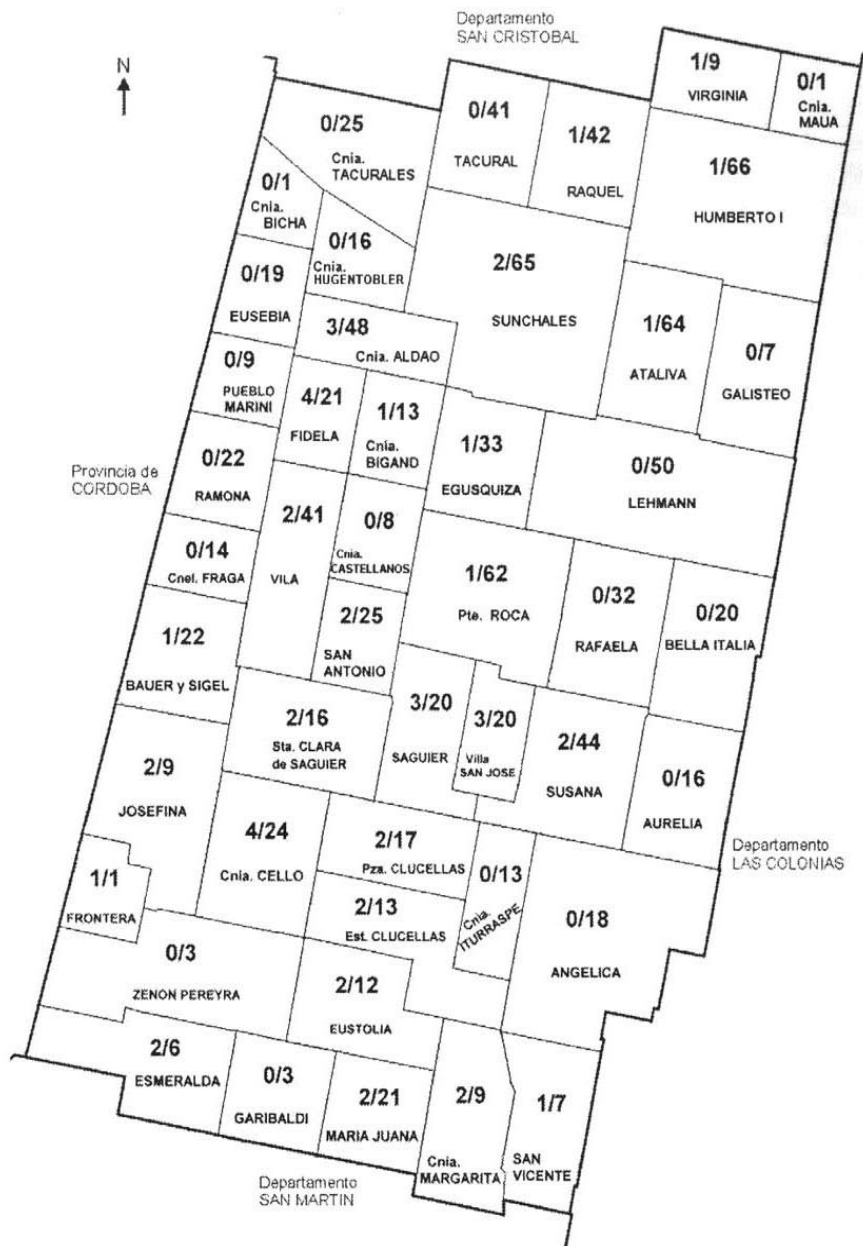 Departamento
SAN CRISTOBAL
N
1/9
VIRGINIA
0/1
Cnia.
MAUA
0/25
Cnia.
TACURALES
0/41
TACURAL
1/42
RAQUEL
1/66
HUMBERTO I
0/1
Cnia.
BICHA
0/16
Cnia.
HUGENTOBLER
2/65
SUNCHALES
0/19
EUSEBIA
1/64
ATALIVA
0/7
GALISTEO
3/48
Cnia. ALDAO
0/9
PUEBLO
MARINI
4/21
FIDELA
1/13
Cnia.
BIGAND
1/33
EGUSQUIZA
0/50
LEHMANN
Provincia de
CORDOBA
0/22
RAMONA
2/41
VILA
0/8
Cnia.
CASTELLANOS
0/14
Cnel. FRAGA
1/62
Pte. ROCA
0/32
RAFAELA
0/20
BELLA ITALIA
1/22
BAUER y SIGEL
2/25
SAN
ANTONIO
2/16
Sta. CLARA
de SAGUIER
3/20
SAGUIER
3/20
Villa
SAN JOSE
2/44
SUSANA
0/16
AURELIA
2/9
JOSEFINA
4/24
Cnia. CELLO
2/17
Pza. CLUCELLAS
0/13
Cnia.
ITURRASPE
Departamento
LAS COLONIAS
1/1
FRONTERA
2/13
Est. CLUCELLAS
0/18
ANGELICA
0/3
ZENON PEREYRA
2/12
EUSTOLIA
2/6
ESMERALDA
0/3
GARIBALDI
2/21
MARIA JUANA
2/9
Cnia.
MARGARITA
1/7
SAN
VICENTE
Departamento
SAN MARTIN